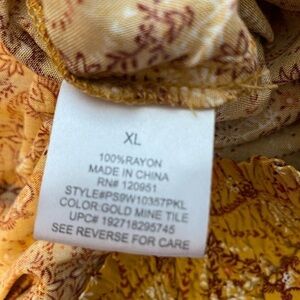 XL
100%RAYON
MADE IN CHINA
RN# 120951
STYLE#PS9W10357PKL
COLOR:GOLD MINE TILE
UPC# 192718295745
SEE REVERSE FOR CARE